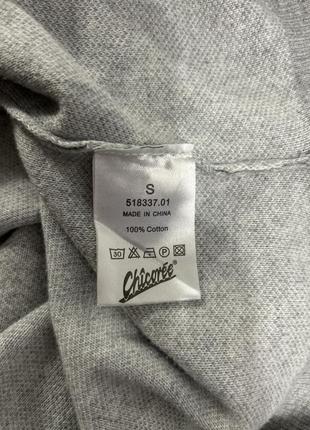 S
518337.01
MADE IN CHINA
100% Cotton
30 P
Chicorée®